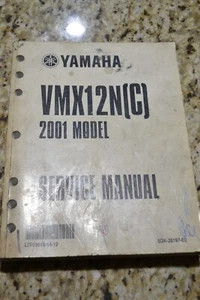 YAMAHA
VMX12N(C)
2001 MODEL
SERVICE MANUAL